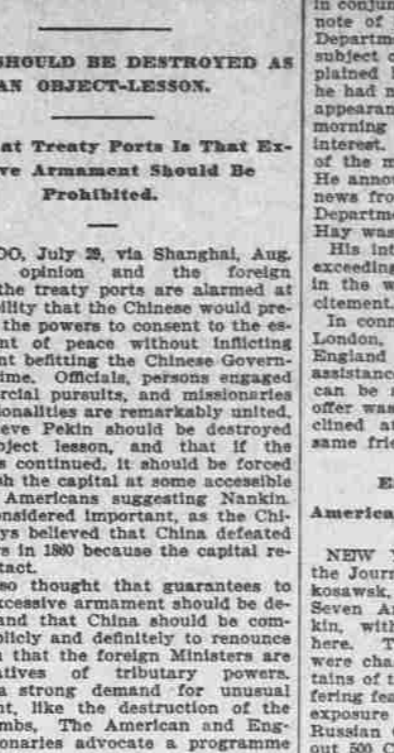 SHOULD BE DESTROYED AS
AN OBJECT-LESSON.
at Treaty Ports Is That Ex-
ve Armament Should Be
Prohibited.
OO, July 29, via Shanghai, Aug.
opinion and the foreign
the treaty ports are alarmed at
ility that the Chinese would pre-
the powers to consent to the es-
nt of peace without inflicting
nt befitting the Chinese Govern-
ime. Officials, persons engaged
rcial pursuits, and missionaries
ionalities are remarkably united.
eve Pekin should be destroyed
bject lesson, and that if the
s continued, it should be forced
sh the capital at some accessible
Americans suggesting Nankin.
onsidered important, as the Chi-
ys believed that China defeated
rs in 1860 because the capital re-
tact.
so thought that guarantees to
xcessive armament should be de-
and that China should be com-
blicly and definitely to renounce
that the foreign Ministers are
atives of tributary powers.
a strong demand for unusual
nt, like the destruction of the
mbs. The American and Eng-
onaries advocate a programme
in conjun
note of
Departme
subject o
plained
he had n
appearan
morning
interest.
of the m
He annou
news fro
Departme
Hay was
His int
exceeding
in the w
citement.
In conn
London,
England
assistanc
can be
offer was
clined at
same frie
E
America
NEW Y
the Journ
kosawsk,
Seven Am
kin, with
here. T
were cha
tains of t
fering fea
exposure
Russian
out 500 C